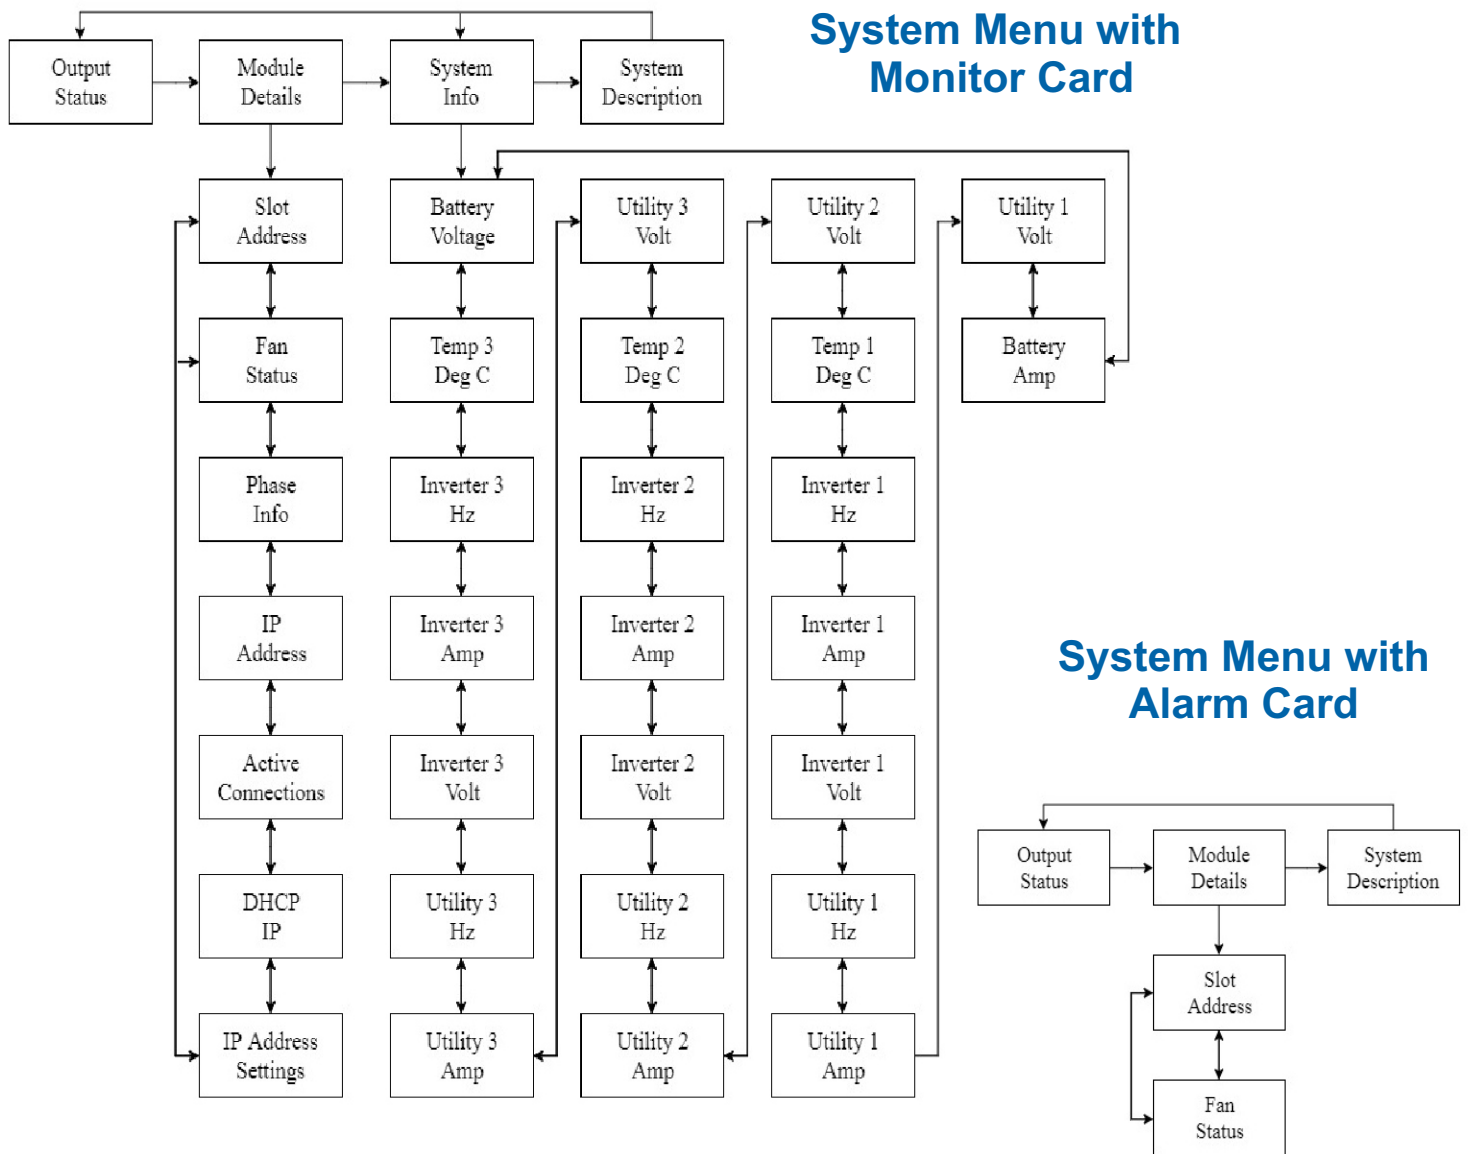 System Menu with
Monitor Card
Output
Status
Module
Details
System
Info
System
Description
Slot
Address
Battery
Voltage
Utility 3
Volt
Utility 2
Volt
Utility 1
Volt
Fan
Status
Temp 3
Deg C
Temp 2
Deg C
Temp 1
Deg C
Battery
Amp
Phase
Info
Inverter 3
Hz
Inverter 2
Hz
Inverter 1
Hz
IP
Address
Inverter 3
Amp
Inverter 2
Amp
Inverter 1
Amp
Active
Connections
Inverter 3
Volt
Inverter 2
Volt
Inverter 1
Volt
DHCP
IP
Utility 3
Hz
Utility 2
Hz
Utility 1
Hz
IP Address
Settings
Utility 3
Amp
Utility 2
Amp
Utility 1
Amp
System Menu with
Alarm Card
Output
Status
Module
Details
System
Description
Slot
Address
Fan
Status